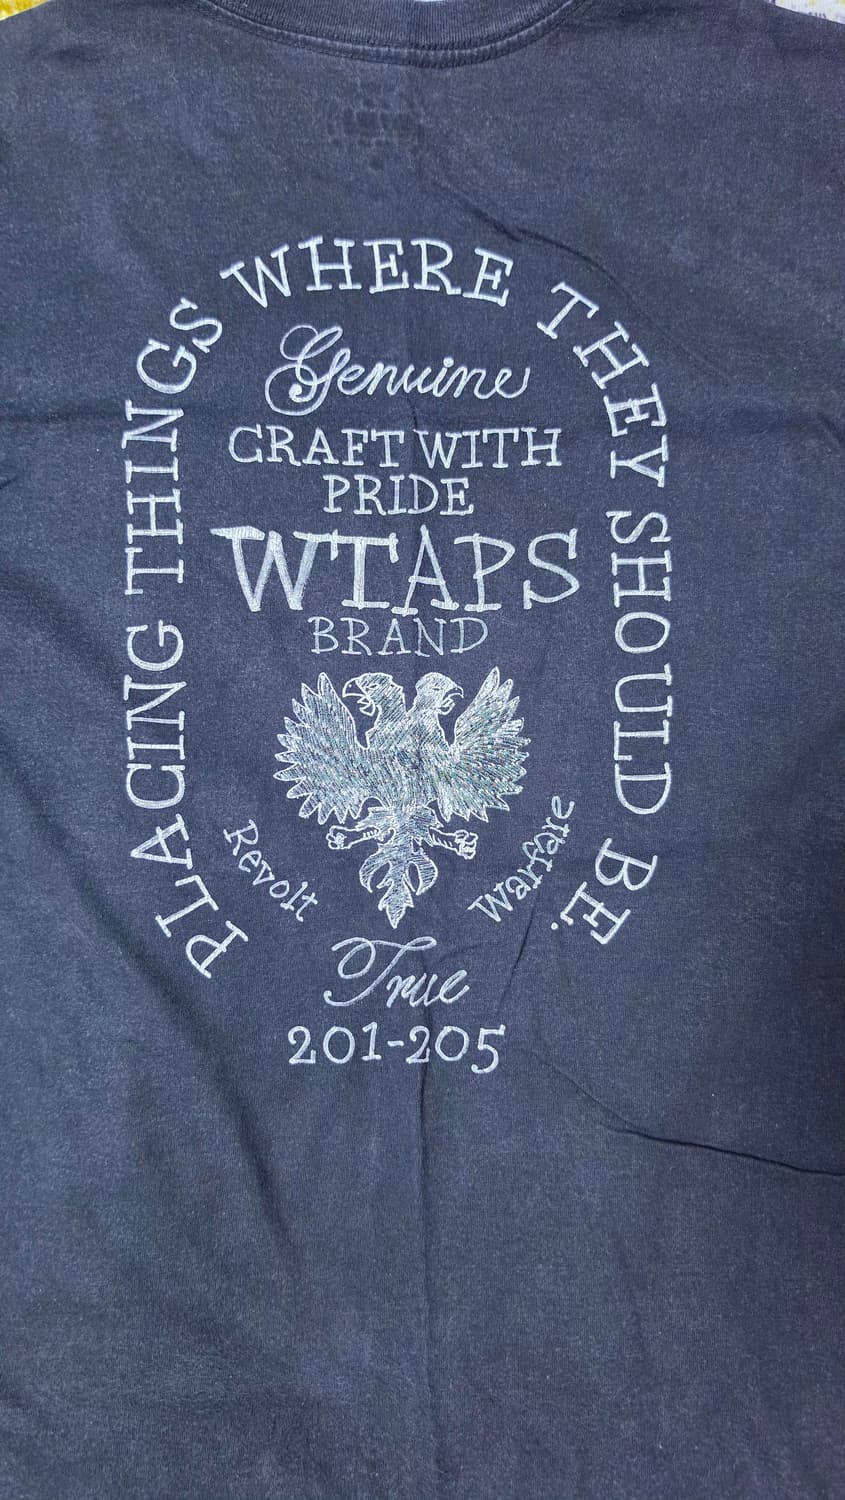 PLACING THINGS WHERE THEY SHOULD BE.
Genuine
CRAFT WITH
PRIDE
WTAPS
BRAND
Revolt
Warfare
True
201-205